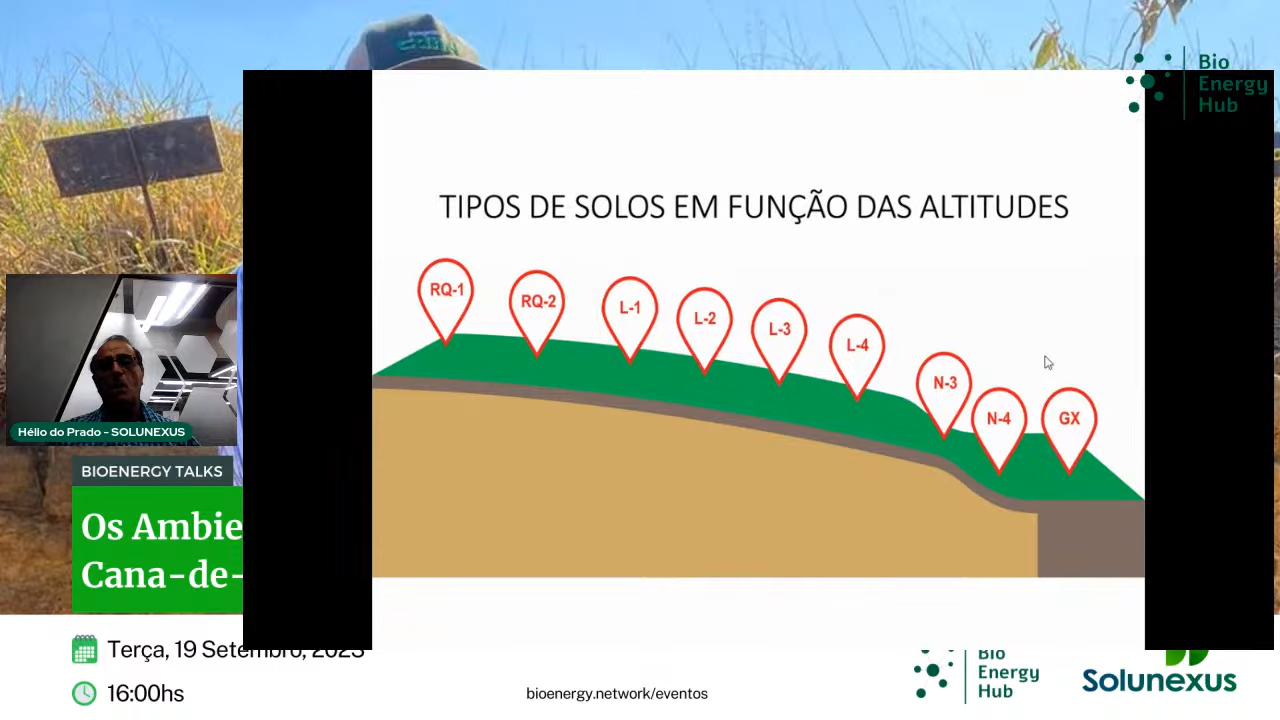 Bio
Energy
Hub
TIPOS DE SOLOS EM FUNÇÃO DAS ALTITUDES
RQ-1
RQ-2
L-1
L-2
L-3
L-4
N-3
N-4
GX
Hélio do Prado - SOLUNEXUS
BIOENERGY TALKS
Os Ambie
Cana-de-
Terça, 19 Setembro, 2023
16:00hs
bioenergy.network/eventos
Bio
Energy
Hub
Solunexus